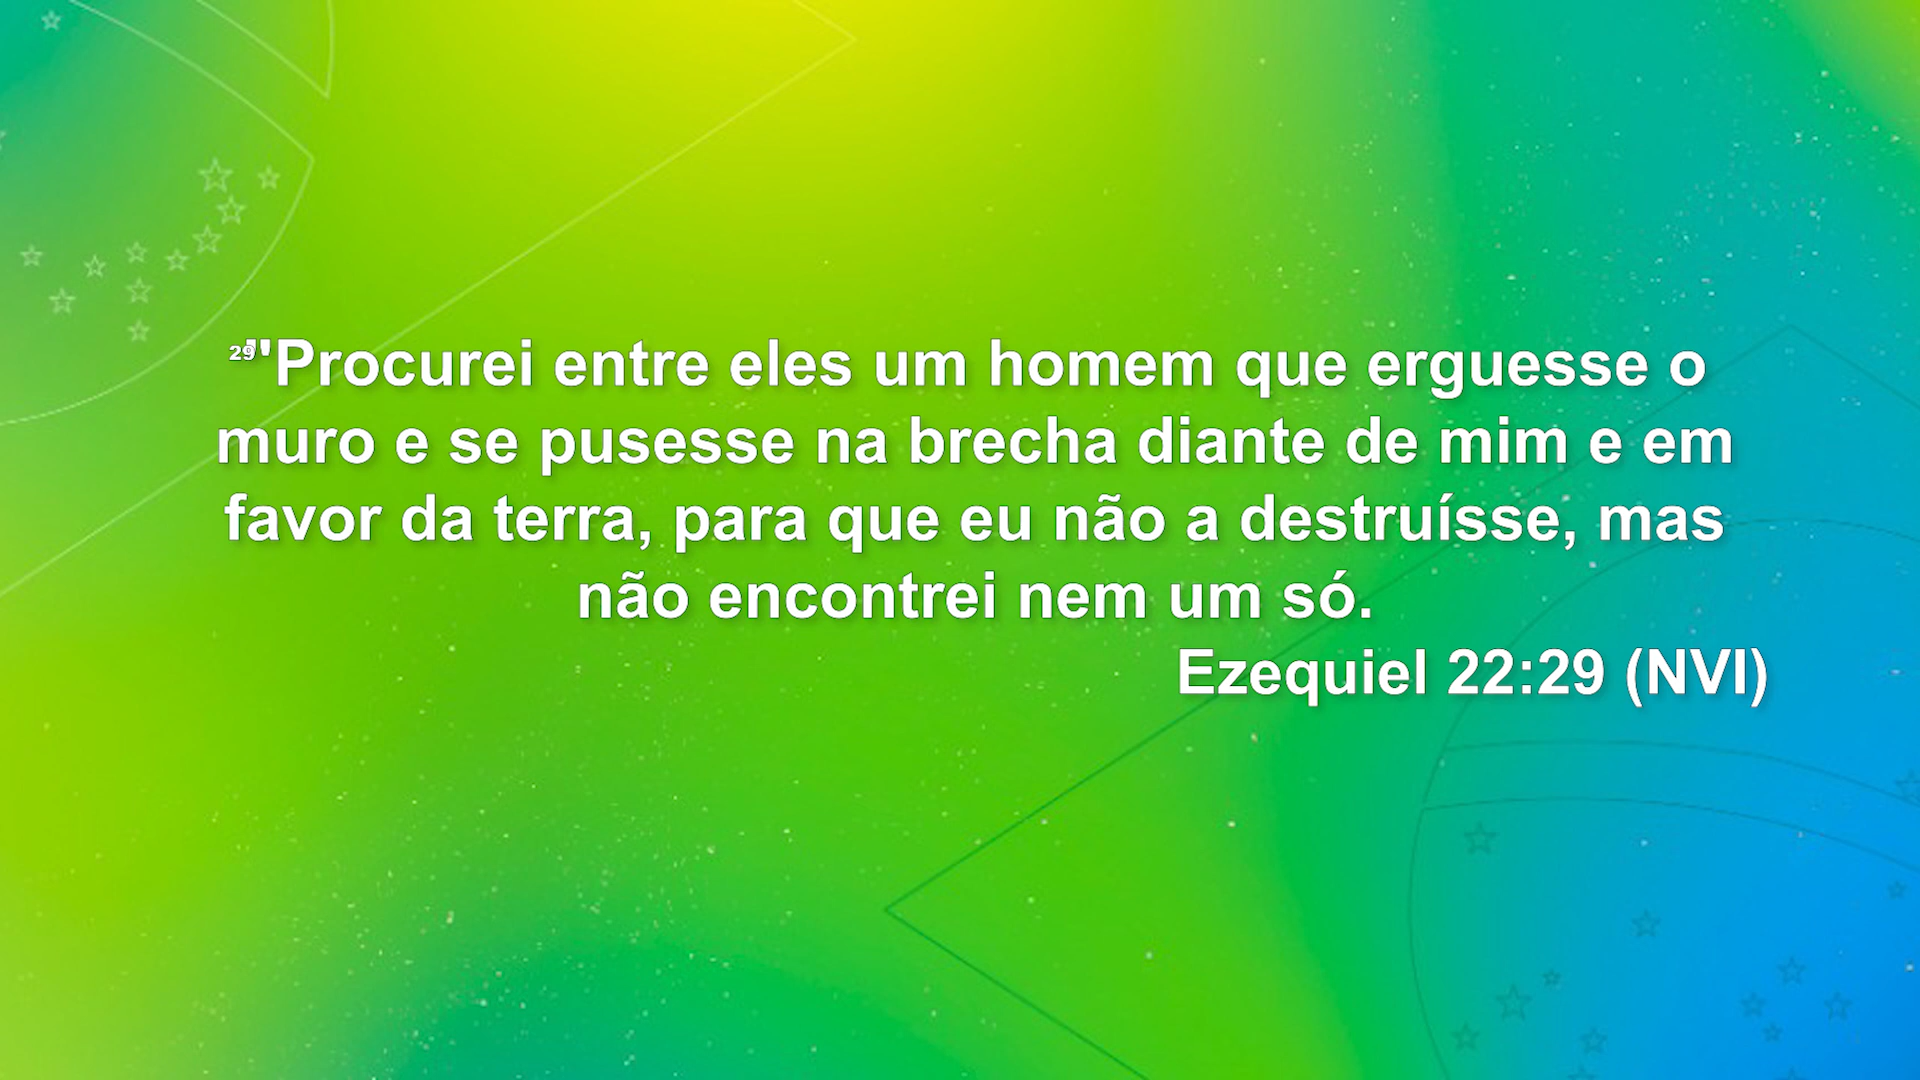 29"Procurei entre eles um homem que erguesse o
muro e se pusesse na brecha diante de mim e em
favor da terra, para que eu não a destruísse, mas
não encontrei nem um só.
Ezequiel 22:29 (NVI)